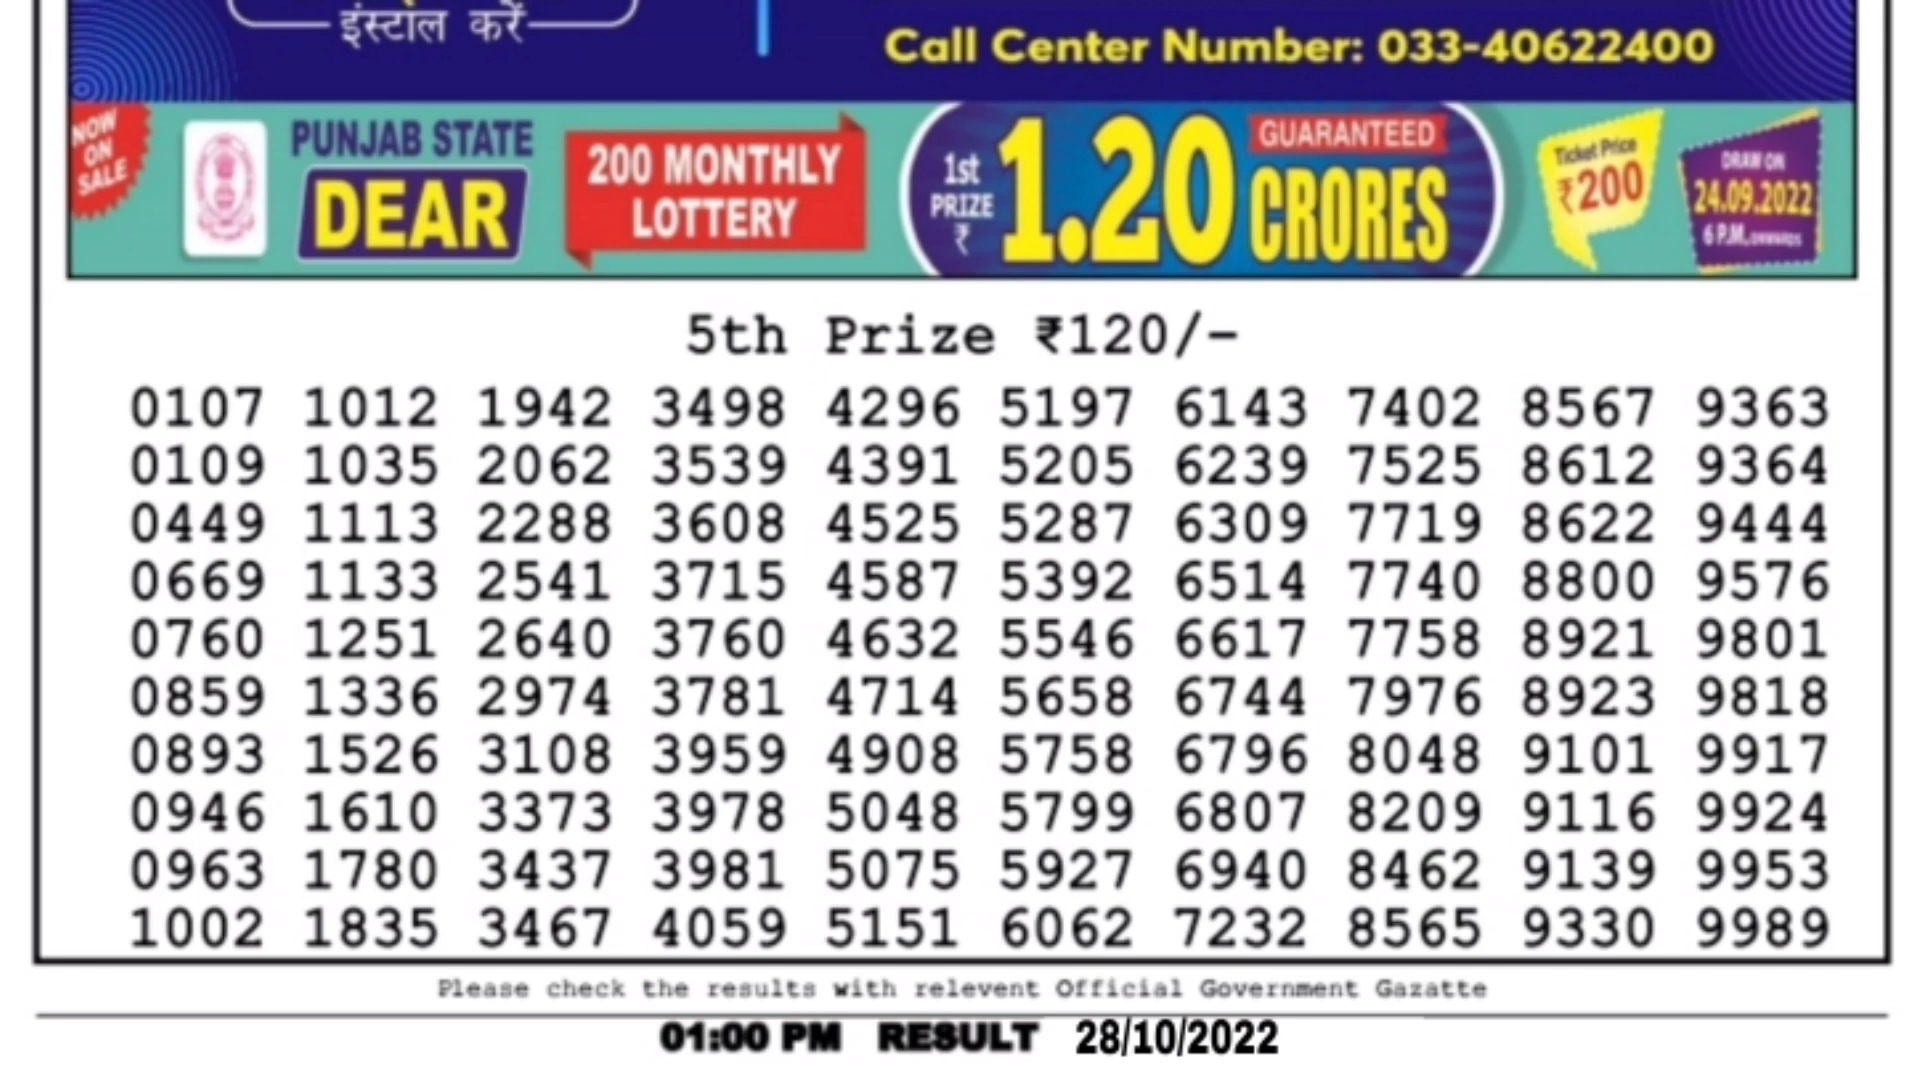 इंस्टॉल करें
Call Center Number: 033-40622400
NOW
ON
SALE
PUNJAB STATE
DEAR
200 MONTHLY
LOTTERY
1st
PRIZE
₹
1.20
GUARANTEED
CRORES
Ticket Price
₹200
DRAW ON
24.09.2022
6 P.M. ONWARDS
5th Prize ₹120/-
0107 1012 1942 3498 4296 5197 6143 7402 8567 9363
0109 1035 2062 3539 4391 5205 6239 7525 8612 9364
0449 1113 2288 3608 4525 5287 6309 7719 8622 9444
0669 1133 2541 3715 4587 5392 6514 7740 8800 9576
0760 1251 2640 3760 4632 5546 6617 7758 8921 9801
0859 1336 2974 3781 4714 5658 6744 7976 8923 9818
0893 1526 3108 3959 4908 5758 6796 8048 9101 9917
0946 1610 3373 3978 5048 5799 6807 8209 9116 9924
0963 1780 3437 3981 5075 5927 6940 8462 9139 9953
1002 1835 3467 4059 5151 6062 7232 8565 9330 9989
Please check the results with relevent Official Government Gazatte
01:00 PM RESULT 28/10/2022